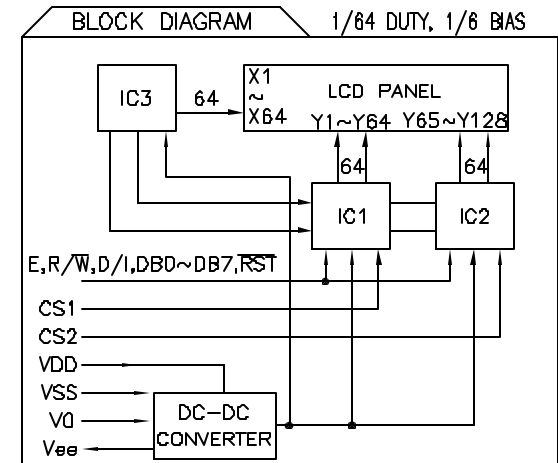 BLOCK DIAGRAM
1/64 DUTY, 1/6 BIAS
IC3
64
X1
~
X64
LCD PANEL
Y1~Y64
Y65~Y128
64
64
IC1
IC2
E,R/W̅,D/I,DB0~DB7,R̅S̅T̅
CS1
CS2
VDD
VSS
V0
Vee
DC-DC
CONVERTER